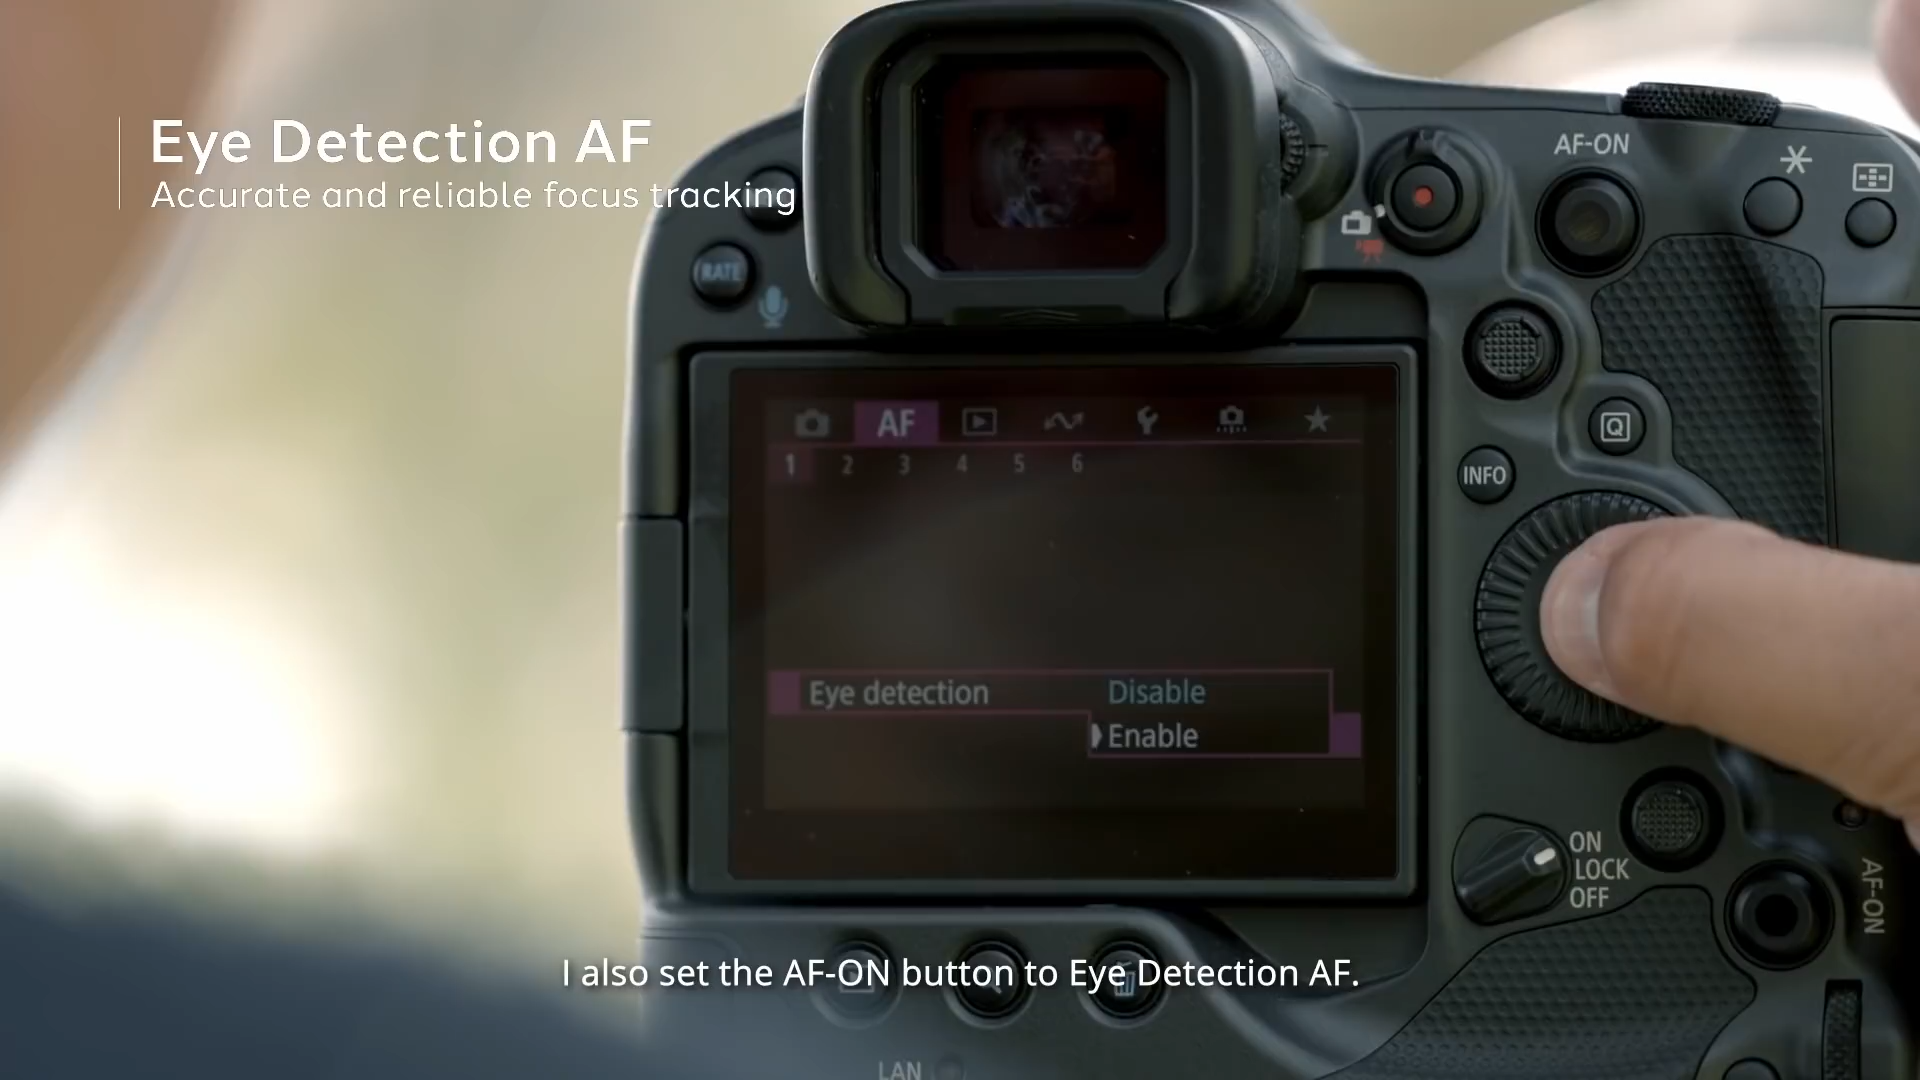 Eye Detection AF
Accurate and reliable focus tracking
AF-ON
RATE
AF
1 2 3 4 5 6
Q
INFO
Eye detection Disable
Enable
ON
LOCK
OFF
AF-ON
I also set the AF-ON button to Eye Detection AF.
LAN